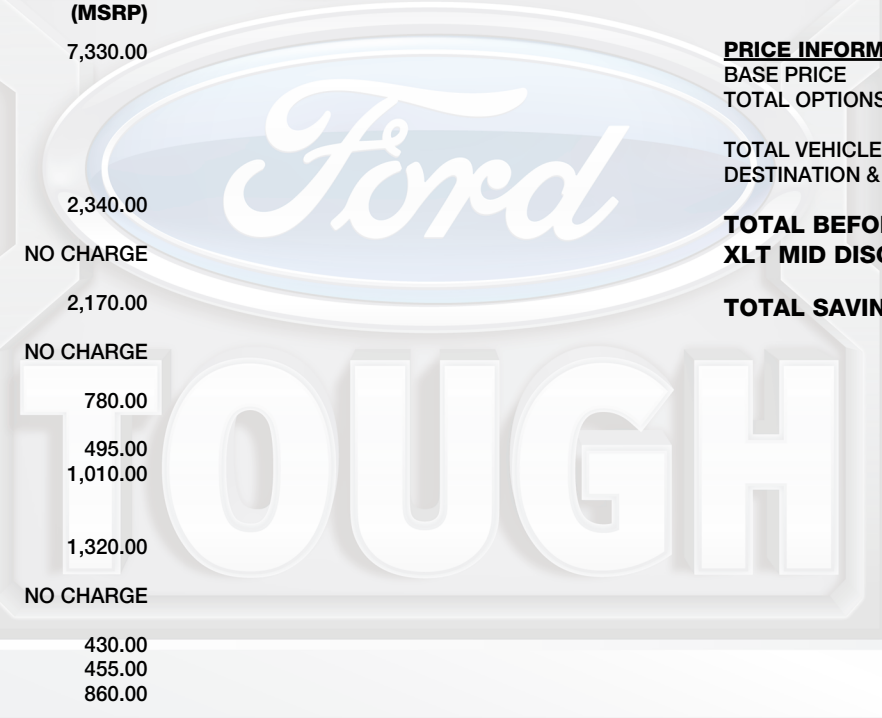 (MSRP)
7,330.00
2,340.00
NO CHARGE
2,170.00
NO CHARGE
780.00
495.00
1,010.00
1,320.00
NO CHARGE
430.00
455.00
860.00
PRICE INFORM
BASE PRICE
TOTAL OPTIONS
TOTAL VEHICLE
DESTINATION &
TOTAL BEFO
XLT MID DISC
TOTAL SAVIN
Ford
TOUGH